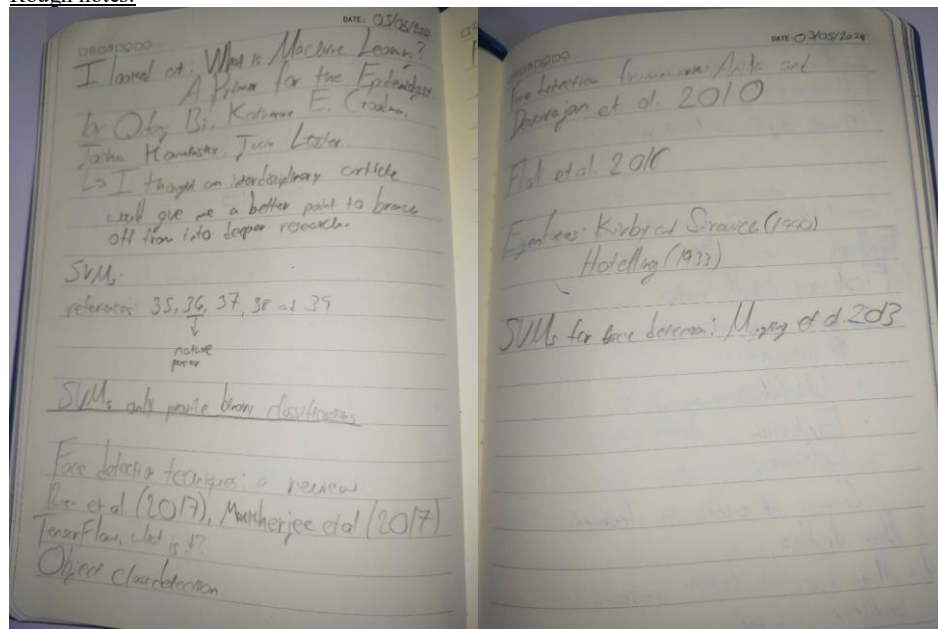 Rough notes:
DATE: 03/05/2024
I looked at: What is Machine Learning?
A Primer for the Epidemiologist
by Qifang Bi, Katherine E. Goodman,
Joshua Kaminsky, Justin Lessler
↳ I thought an interdisciplinary article
would give me a better point to branch
off from into deeper research.
SVMs
references: 35, 36, 37, 38 and 39
↓
nature
paper
SVMs only provide binary classifications
Face detection techniques: a review
et al. (2017), Mukherjee et al (2017)
TensorFlow, what is it?
Object class detection
DATE: 03/05/2024
Face detection frameworks: and
Devarajan et al. 2010
et al. 2016
Eigenfaces: Kirby and Sirovich (1990)
Hotelling (1933)
SVMs for face detection: et al. 2013